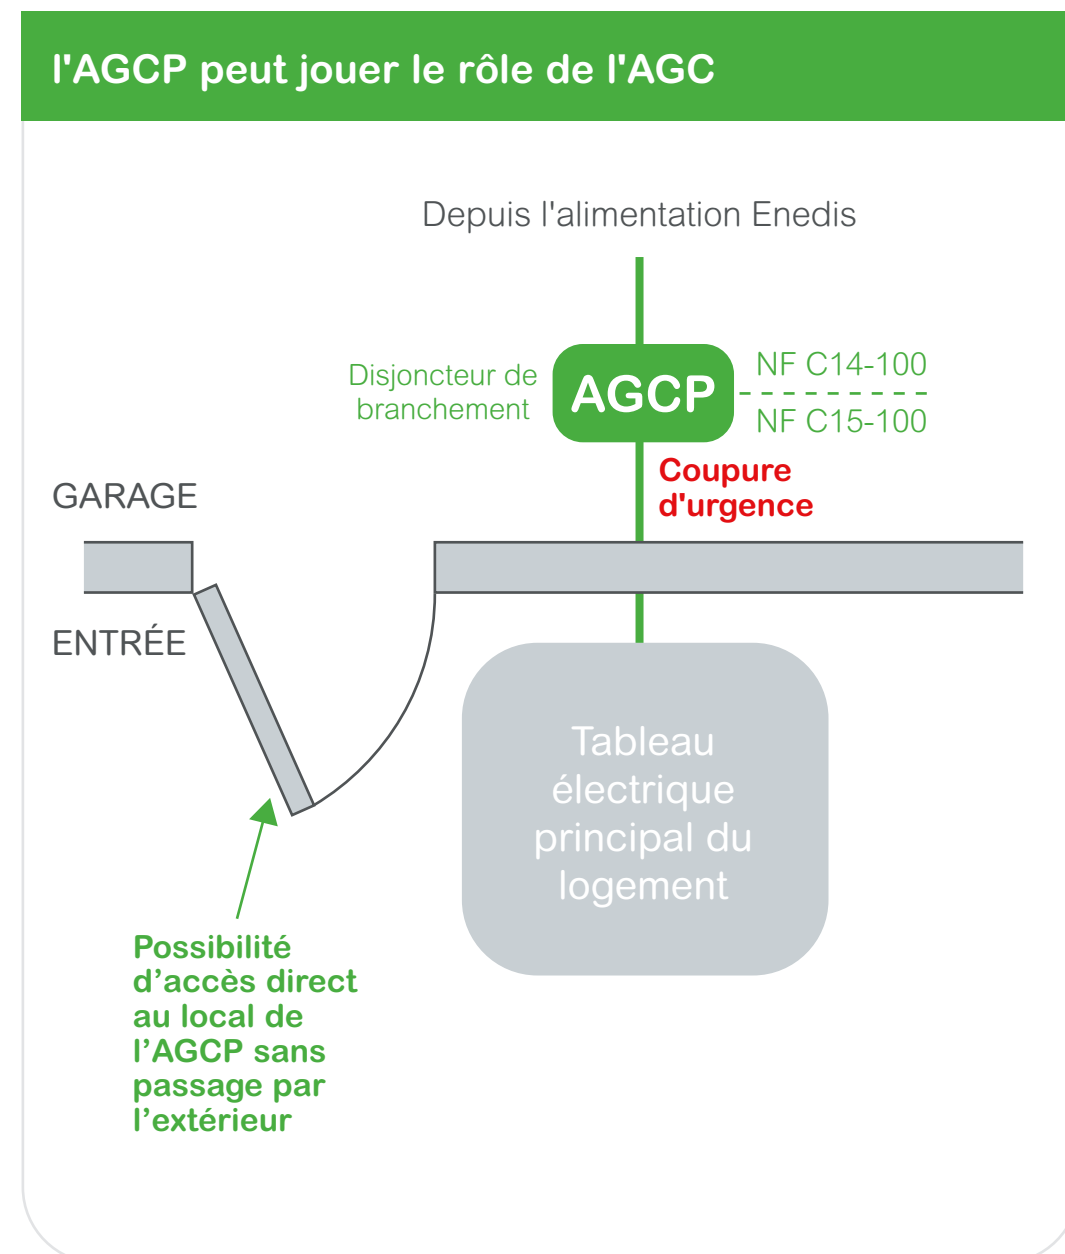 l'AGCP peut jouer le rôle de l'AGC
Depuis l'alimentation Enedis
Disjoncteur de
branchement
AGCP
NF C14-100
NF C15-100
Coupure
d'urgence
GARAGE
ENTRÉE
Tableau
électrique
principal du
logement
Possibilité
d’accès direct
au local de
l’AGCP sans
passage par
l’extérieur